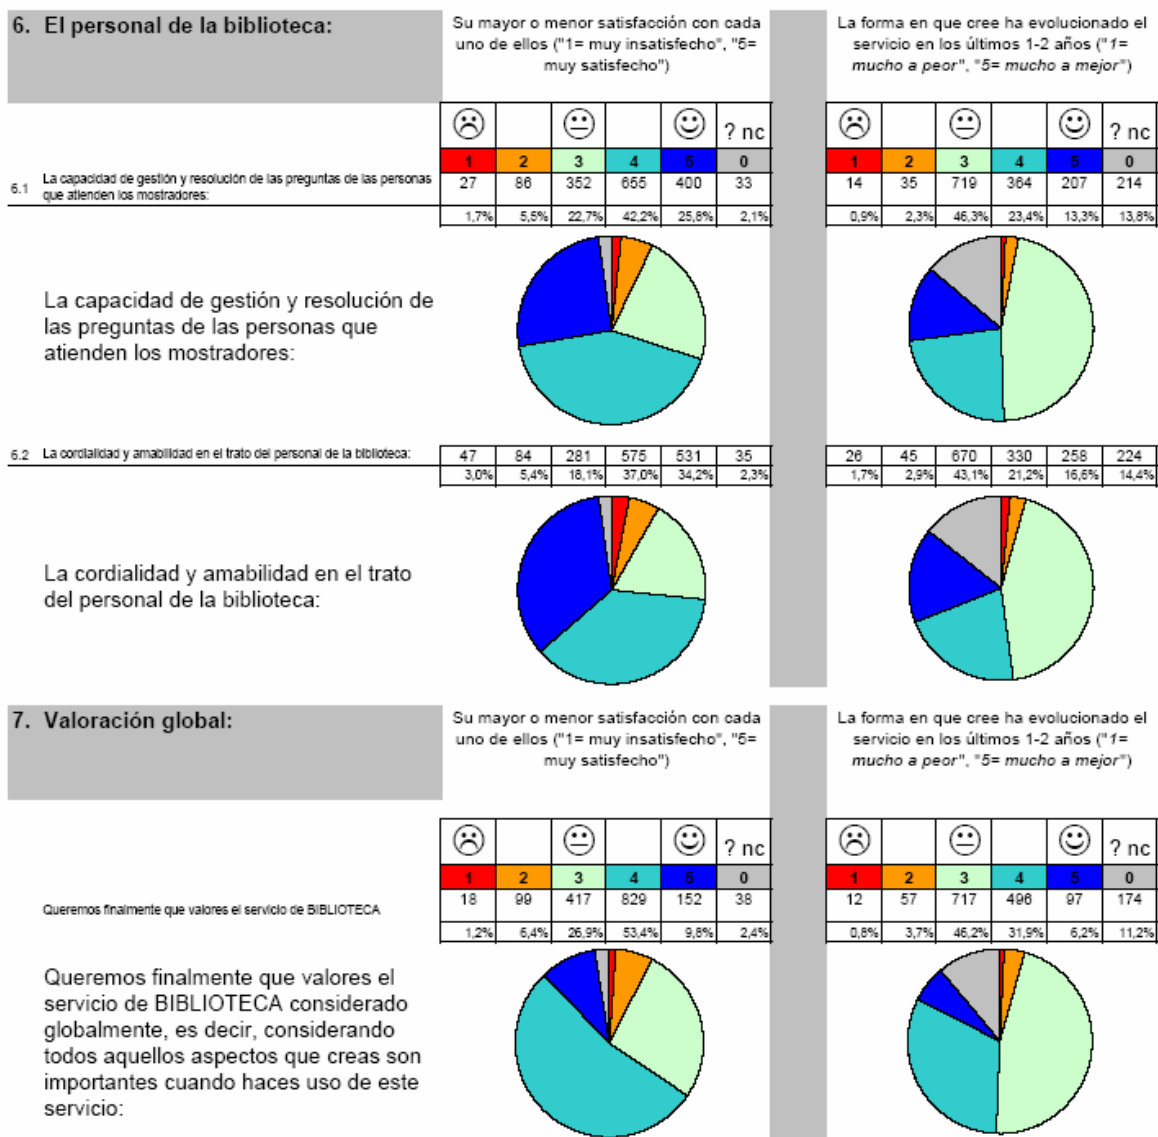 6. El personal de la biblioteca:
Su mayor o menor satisfacción con cada
uno de ellos ("1= muy insatisfecho", "5=
muy satisfecho")
La forma en que cree ha evolucionado el
servicio en los últimos 1-2 años ("1=
mucho a peor", "5= mucho a mejor")
? nc ? nc
1 2 3 4 5 0 1 2 3 4 5 0
6.1 La capacidad de gestión y resolución de las preguntas de las personas
que atienden los mostradores:
27 86 352 655 400 33 14 35 719 364 207 214
1,7% 5,5% 22,7% 42,2% 25,8% 2,1% 0,9% 2,3% 46,3% 23,4% 13,3% 13,8%
La capacidad de gestión y resolución de
las preguntas de las personas que
atienden los mostradores:
6.2 La cordialidad y amabilidad en el trato del personal de la biblioteca: 47 84 281 575 531 35 26 45 670 330 258 224
3,0% 5,4% 18,1% 37,0% 34,2% 2,3% 1,7% 2,9% 43,1% 21,2% 16,6% 14,4%
La cordialidad y amabilidad en el trato
del personal de la biblioteca:
7. Valoración global:
Su mayor o menor satisfacción con cada
uno de ellos ("1= muy insatisfecho", "5=
muy satisfecho")
La forma en que cree ha evolucionado el
servicio en los últimos 1-2 años ("1=
mucho a peor", "5= mucho a mejor")
? nc ? nc
1 2 3 4 5 0 1 2 3 4 5 0
Queremos finalmente que valores el servicio de BIBLIOTECA 18 99 417 829 152 38 12 57 717 496 97 174
1,2% 6,4% 26,9% 53,4% 9,8% 2,4% 0,8% 3,7% 46,2% 31,9% 6,2% 11,2%
Queremos finalmente que valores el
servicio de BIBLIOTECA considerado
globalmente, es decir, considerando
todos aquellos aspectos que creas son
importantes cuando haces uso de este
servicio: